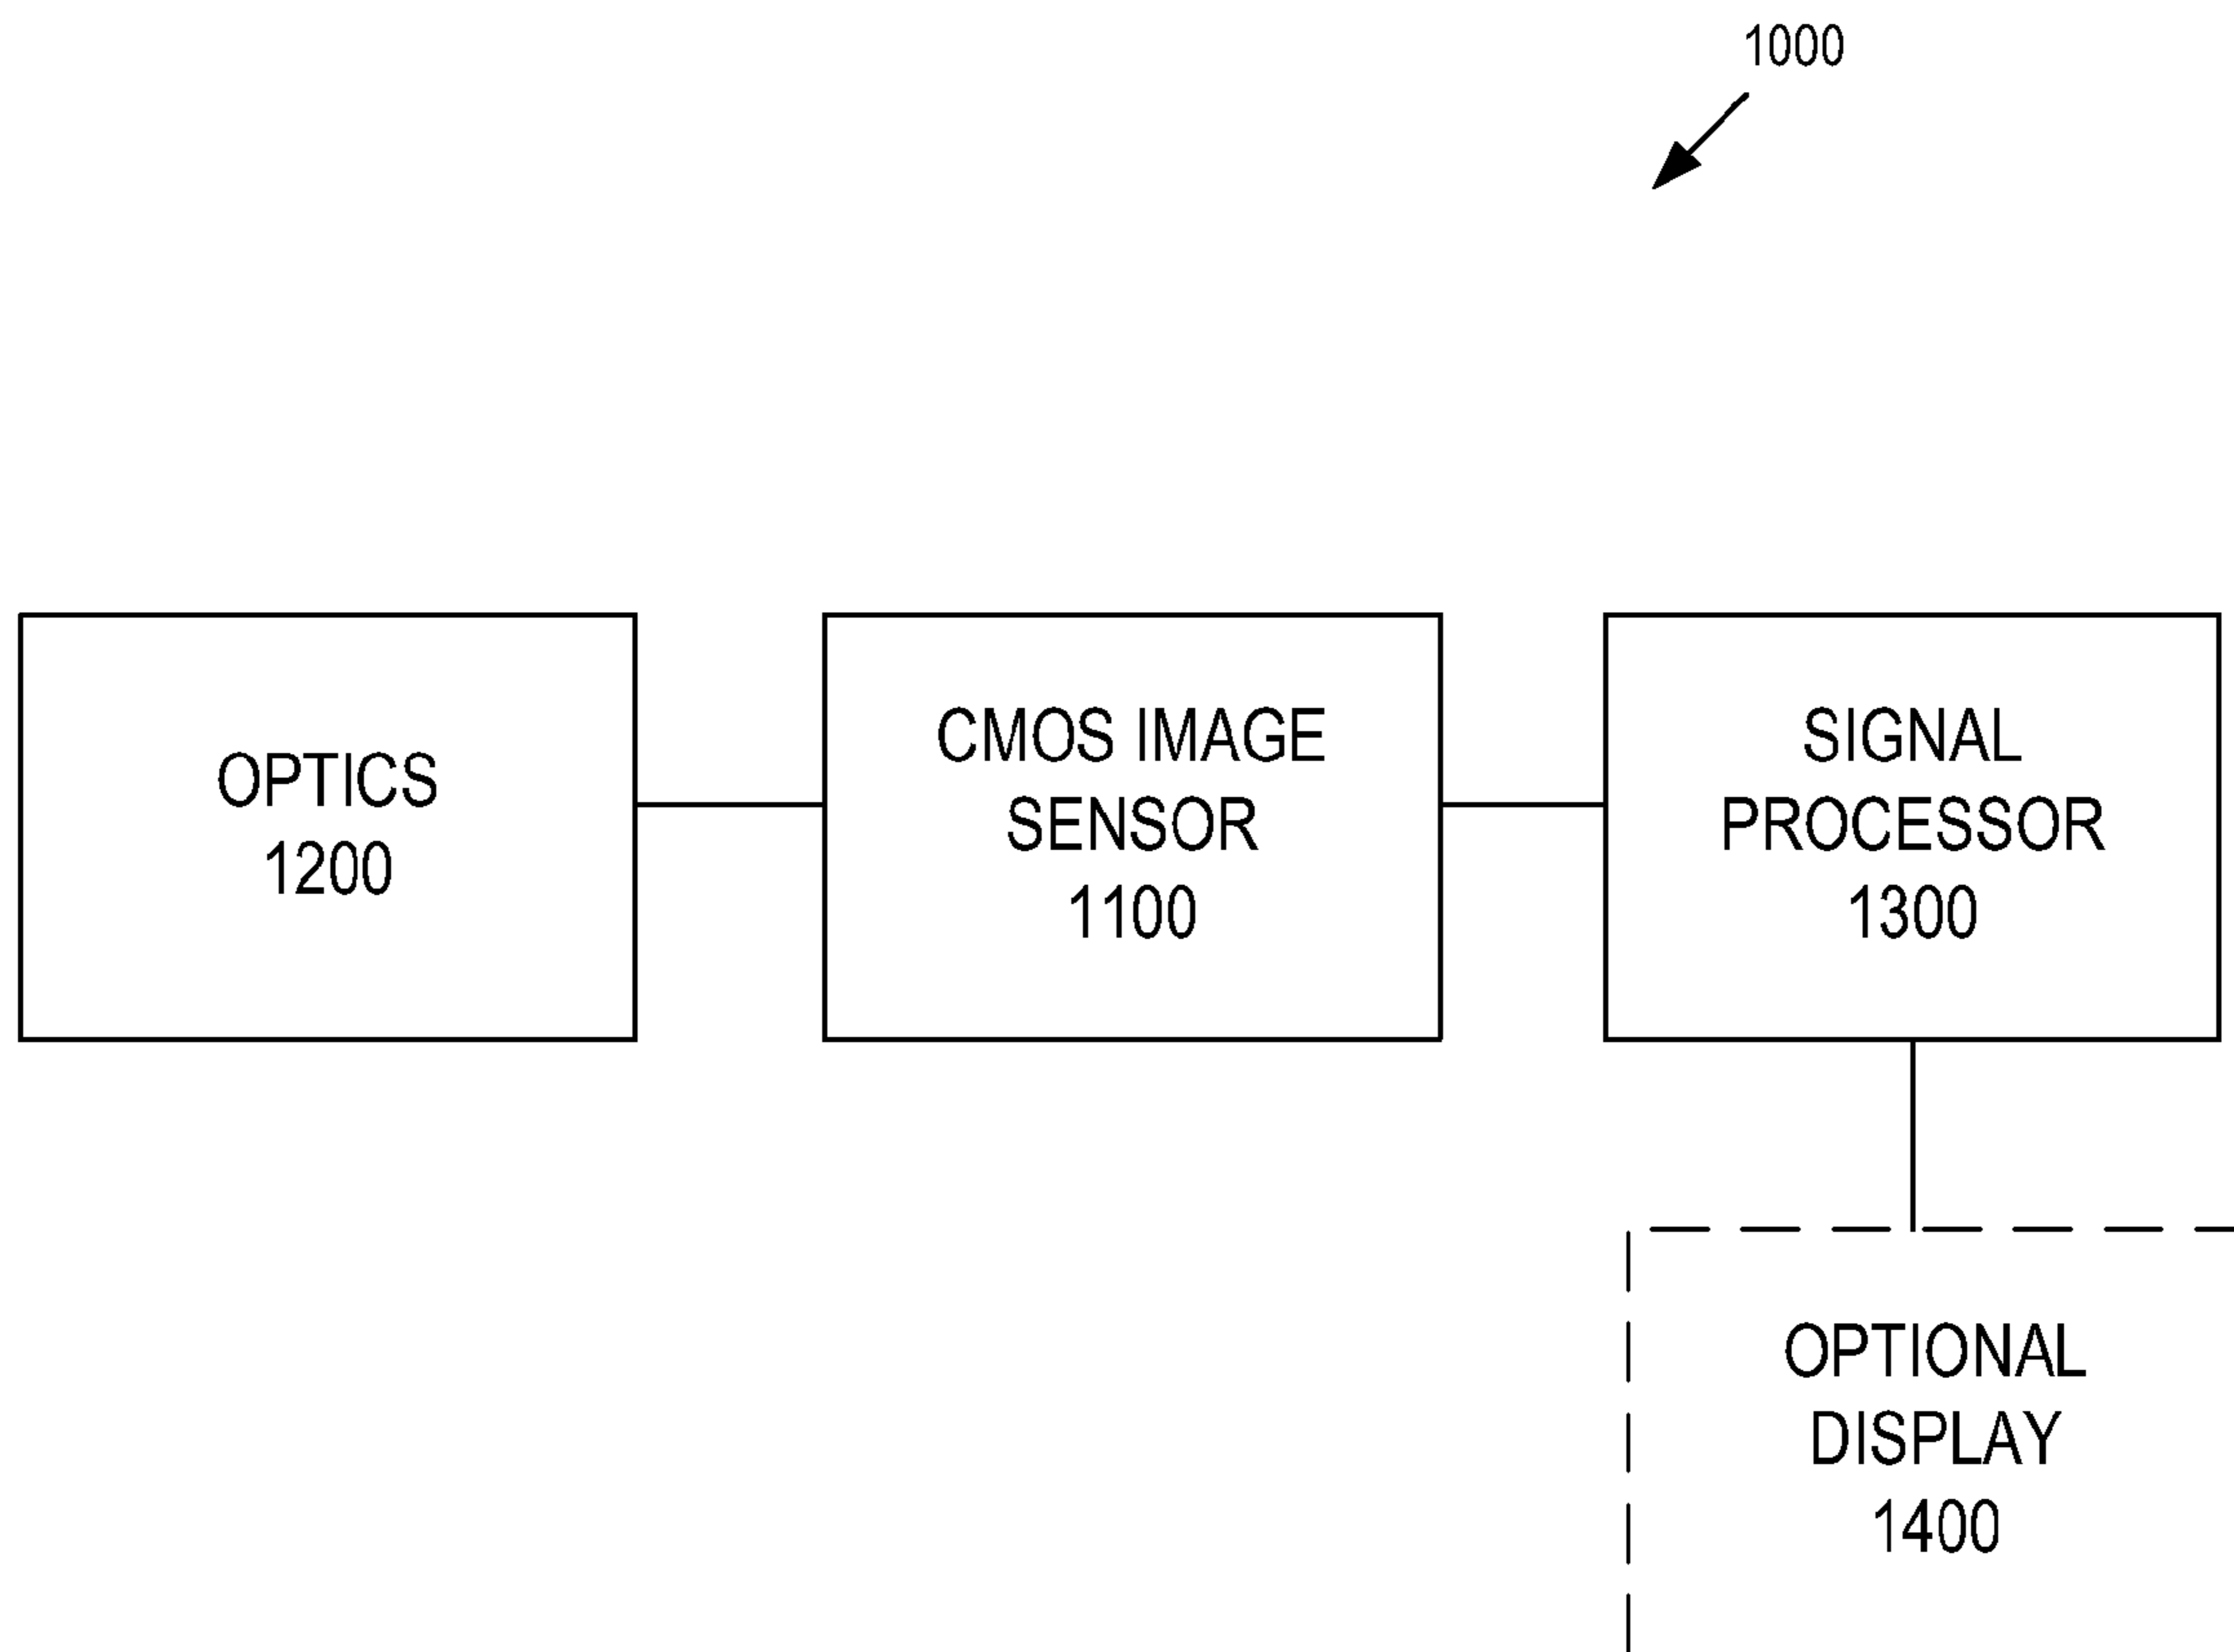 1000
OPTICS
1200
CMOS IMAGE
SENSOR
1100
SIGNAL
PROCESSOR
1300
OPTIONAL
DISPLAY
1400